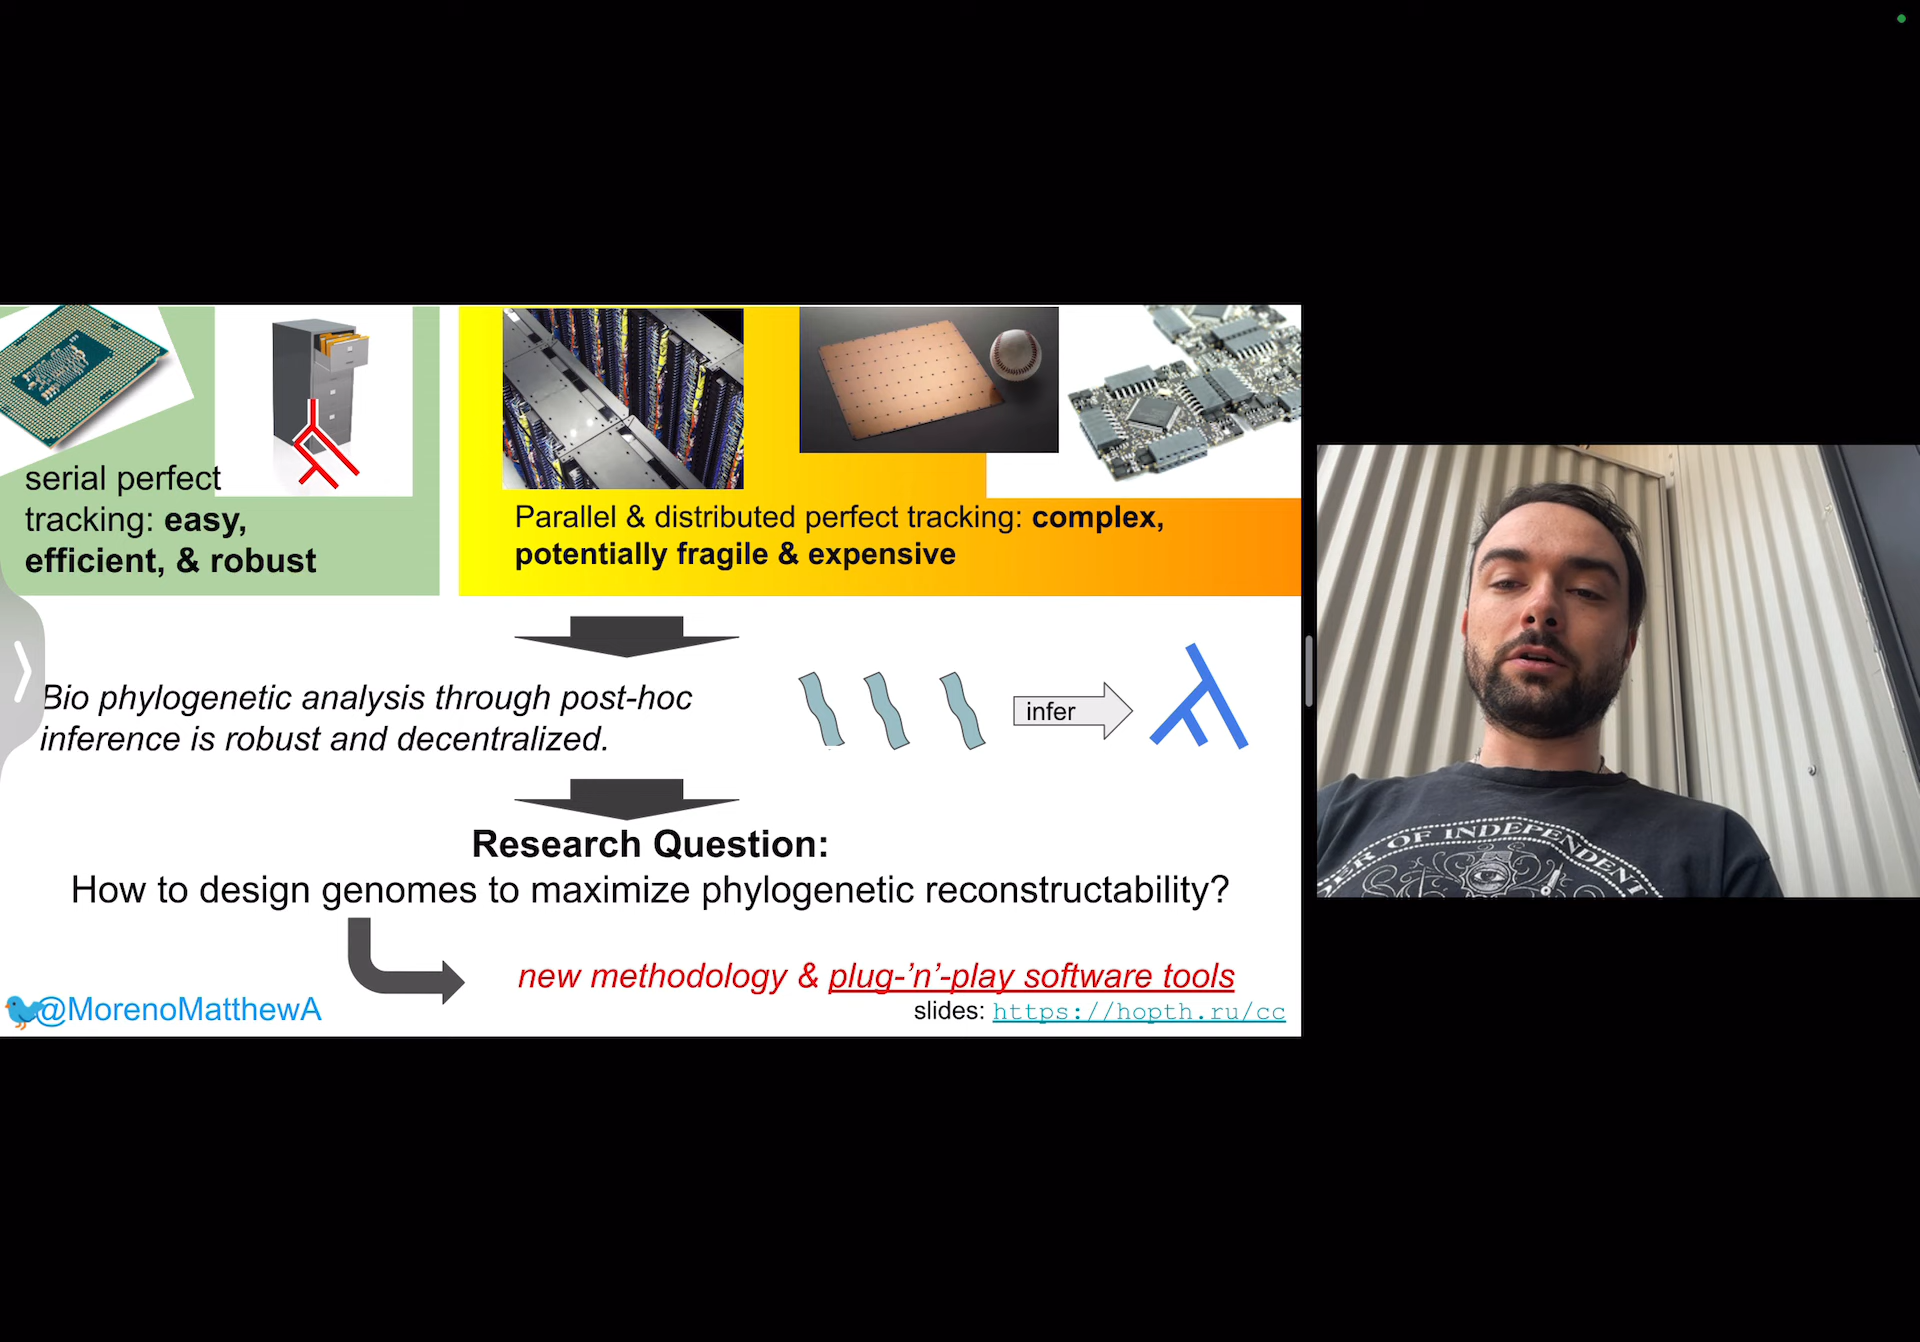 serial perfect
tracking: easy,
efficient, & robust
Parallel & distributed perfect tracking: complex,
potentially fragile & expensive
Bio phylogenetic analysis through post-hoc
inference is robust and decentralized.
infer
Research Question:
How to design genomes to maximize phylogenetic reconstructability?
new methodology & plug-'n'-play software tools
@MorenoMatthewA
slides: https://hopth.ru/cc
OF INDEPENDENT